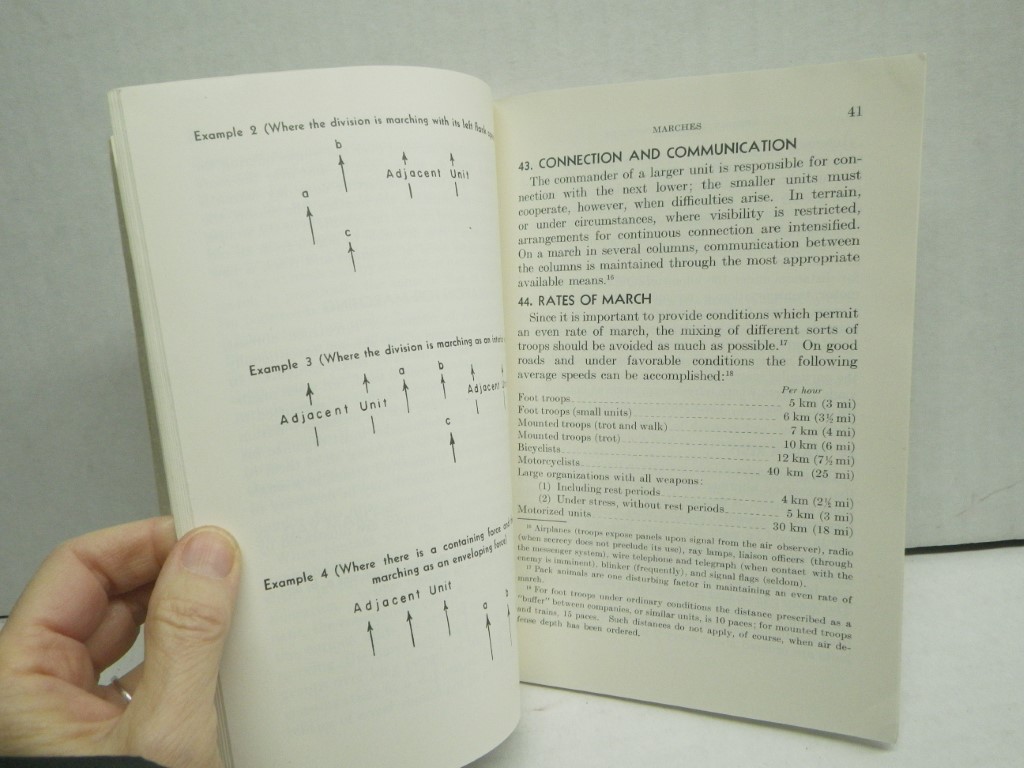 Example 2 (Where the division is marching with its left flank
b
Adjacent Unit
a
c
Example 3 (Where the division is marching as an
a b
Adjacent Unit
Adjacent
c
Example 4 (Where there is a containing force
marching as an enveloping force)
Adjacent Unit
a
MARCHES 41
43. CONNECTION AND COMMUNICATION
The commander of a larger unit is responsible for con-
nection with the next lower; the smaller units must
cooperate, however, when difficulties arise. In terrain,
or under circumstances, where visibility is restricted,
arrangements for continuous connection are intensified.
On a march in several columns, communication between
the columns is maintained through the most appropriate
available means.16
44. RATES OF MARCH
Since it is important to provide conditions which permit
an even rate of march, the mixing of different sorts of
troops should be avoided as much as possible.17 On good
roads and under favorable conditions the following
average speeds can be accomplished:18
Per hour
Foot troops 5 km (3 mi)
Foot troops (small units) 6 km (3½ mi)
Mounted troops (trot and walk) 7 km (4 mi)
Mounted troops (trot) 10 km (6 mi)
Bicyclists 12 km (7½ mi)
Motorcyclists 40 km (25 mi)
Large organizations with all weapons:
(1) Including rest periods 4 km (2½ mi)
(2) Under stress, without rest periods 5 km (3 mi)
Motorized units 30 km (18 mi)
16 Airplanes (troops expose panels upon signal from the air observer), radio
(when secrecy does not preclude its use), ray lamps, liaison officers (through
the messenger system), wire telephone and telegraph (when contact with the
enemy is imminent), blinker (frequently), and signal flags (seldom).
17 Pack animals are one disturbing factor in maintaining an even rate of
march.
18 For foot troops under ordinary conditions the distance prescribed as a
"buffer" between companies, or similar units, is 10 paces; for mounted troops
and trains, 15 paces. Such distances do not apply, of course, when air de-
fense depth has been ordered.